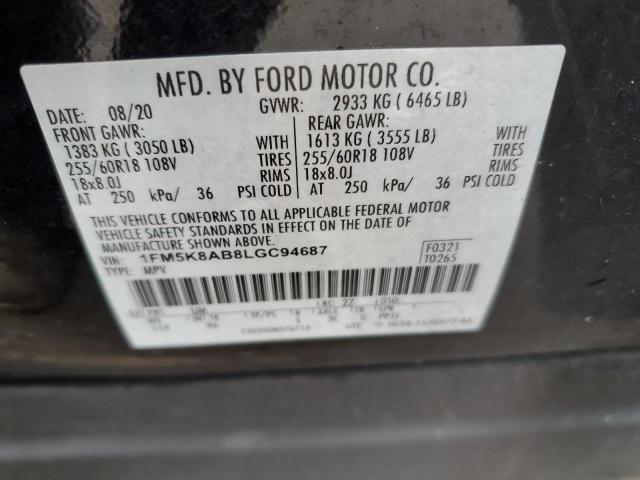 MFD. BY FORD MOTOR CO.
DATE: 08/20 GVWR: 2933 KG ( 6465 LB)
FRONT GAWR: REAR GAWR:
1383 KG ( 3050 LB) WITH 1613 KG ( 3555 LB) WITH
255/60R18 108V TIRES 255/60R18 108V TIRES
18x8.0J RIMS 18x8.0J RIMS
AT 250 kPa/ 36 PSI COLD AT 250 kPa/ 36 PSI COLD
THIS VEHICLE CONFORMS TO ALL APPLICABLE FEDERAL MOTOR
VEHICLE SAFETY STANDARDS IN EFFECT ON THE DATE OF
MANUFACTURE SHOWN ABOVE.
VIN: 1FM5K8AB8LGC94687 F0321
TYPE: MPV T0265
RC: 27 DSO:
UM